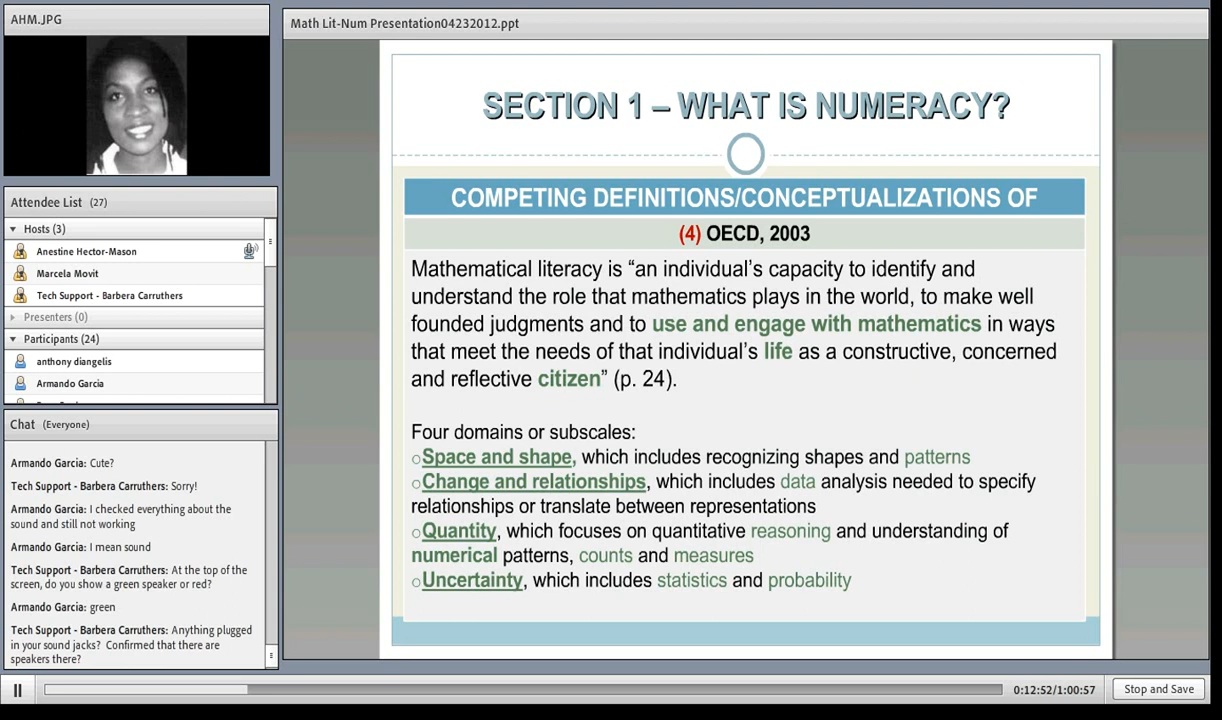 AHM.JPG
Attendee List (27)
Hosts (3)
Anestine Hector-Mason
Marcela Movit
Tech Support - Barbera Carruthers
Presenters (0)
Participants (24)
anthony diangelis
Armando Garcia
Chat (Everyone)
Armando Garcia: Cute?
Tech Support - Barbera Carruthers: Sorry!
Armando Garcia: I checked everything about the
sound and still not working
Armando Garcia: I mean sound
Tech Support - Barbera Carruthers: At the top of the
screen, do you show a green speaker or red?
Armando Garcia: green
Tech Support - Barbera Carruthers: Anything plugged
in your sound jacks? Confirmed that there are
speakers there?
Math Lit-Num Presentation04232012.ppt
SECTION 1 – WHAT IS NUMERACY?
COMPETING DEFINITIONS/CONCEPTUALIZATIONS OF
(4) OECD, 2003
Mathematical literacy is “an individual’s capacity to identify and
understand the role that mathematics plays in the world, to make well
founded judgments and to use and engage with mathematics in ways
that meet the needs of that individual’s life as a constructive, concerned
and reflective citizen” (p. 24).
Four domains or subscales:
○Space and shape, which includes recognizing shapes and patterns
○Change and relationships, which includes data analysis needed to specify
relationships or translate between representations
○Quantity, which focuses on quantitative reasoning and understanding of
numerical patterns, counts and measures
○Uncertainty, which includes statistics and probability
0:12:52/1:00:57
Stop and Save